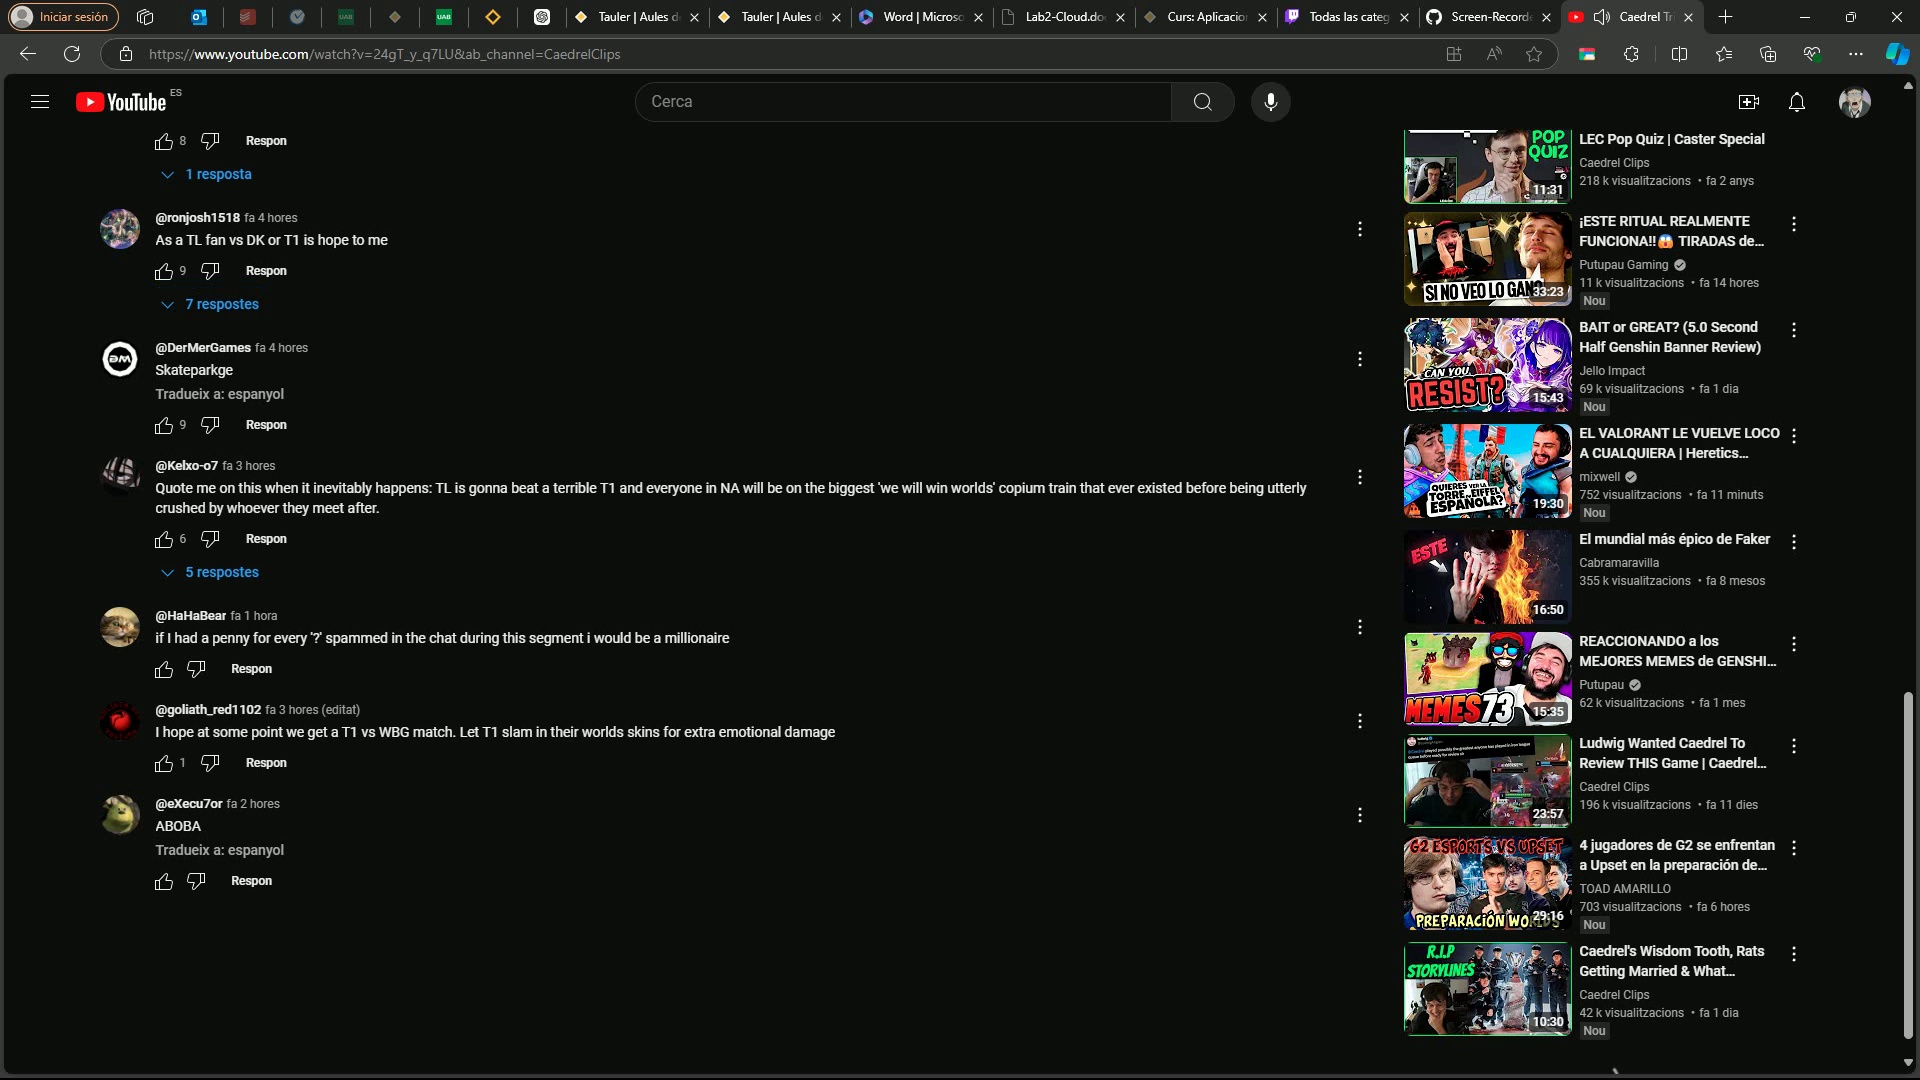 Iniciar sesión
Tauler | Aules de
Tauler | Aules de
Word | Microso
Lab2-Cloud.do
Curs: Aplicacio
Todas las categ
Screen-Recorde
Caedrel Tri
https://www.youtube.com/watch?v=24gT_y_q7LU&ab_channel=CaedrelClips
YouTube ES
Cerca
8 Respon
1 resposta
@ronjosh1518 fa 4 hores
As a TL fan vs DK or T1 is hope to me
9 Respon
7 respostes
@DerMerGames fa 4 hores
Skateparkge
Tradueix a: espanyol
9 Respon
@Kelxo-o7 fa 3 hores
Quote me on this when it inevitably happens: TL is gonna beat a terrible T1 and everyone in NA will be on the biggest 'we will win worlds' copium train that ever existed before being utterly
crushed by whoever they meet after.
6 Respon
5 respostes
@HaHaBear fa 1 hora
if I had a penny for every '?' spammed in the chat during this segment i would be a millionaire
Respon
@goliath_red1102 fa 3 hores (editat)
I hope at some point we get a T1 vs WBG match. Let T1 slam in their worlds skins for extra emotional damage
1 Respon
@eXecu7or fa 2 hores
ABOBA
Tradueix a: espanyol
Respon
POP
QUIZ
11:31
LEC Pop Quiz | Caster Special
Caedrel Clips
218 k visualitzacions • fa 2 anys
SI NO VEO LO GANO
33:23
¡ESTE RITUAL REALMENTE
FUNCIONA!!😱 TIRADAS de...
Putupau Gaming
11 k visualitzacions • fa 14 hores
Nou
CAN YOU
RESIST?
15:43
BAIT or GREAT? (5.0 Second
Half Genshin Banner Review)
Jello Impact
69 k visualitzacions • fa 1 dia
Nou
QUIERES VER LA
TORRE EIFFEL
ESPAÑOLA?
19:30
EL VALORANT LE VUELVE LOCO
A CUALQUIERA | Heretics...
mixwell
752 visualitzacions • fa 11 minuts
Nou
ESTE
16:50
El mundial más épico de Faker
Cabramaravilla
355 k visualitzacions • fa 8 mesos
MEMES 73
15:35
REACCIONANDO a los
MEJORES MEMES de GENSHI...
Putupau
62 k visualitzacions • fa 1 mes
23:57
Ludwig Wanted Caedrel To
Review THIS Game | Caedrel...
Caedrel Clips
196 k visualitzacions • fa 11 dies
G2 ESPORTS VS UPSET
PREPARACIÓN WORLDS
29:16
4 jugadores de G2 se enfrentan
a Upset en la preparación de...
TOAD AMARILLO
703 visualitzacions • fa 6 hores
Nou
R.I.P
STORYLINES
10:30
Caedrel's Wisdom Tooth, Rats
Getting Married & What...
Caedrel Clips
42 k visualitzacions • fa 1 dia
Nou